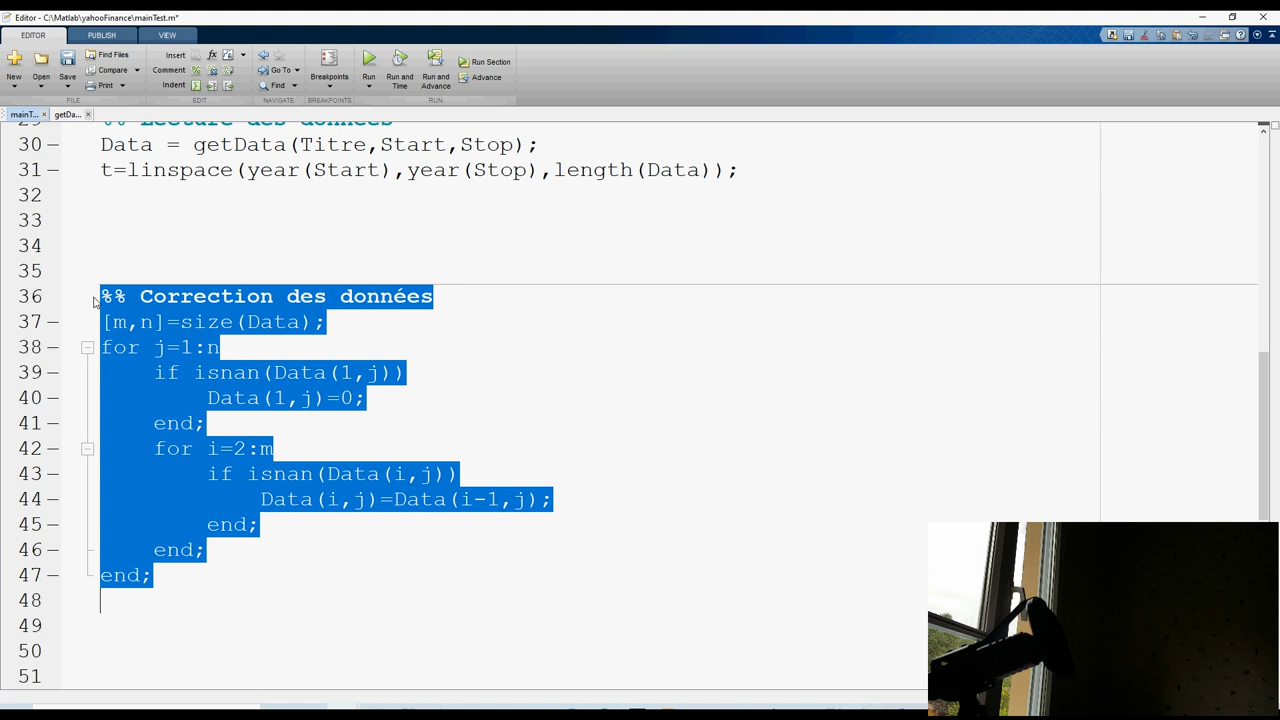 Editor - C:\Matlab\yahooFinance\mainTest.m*
EDITOR PUBLISH VIEW
New Open Save Find Files Compare Print
Insert Comment Indent
Go To Find
Breakpoints
Run Run and Time Run and Advance Run Section Advance
FILE EDIT NAVIGATE BREAKPOINTS RUN
mainT... getDa...
29 %% Lecture des données
30 Data = getData(Titre,Start,Stop);
31 t=linspace(year(Start),year(Stop),length(Data));
32
33
34
35
36 %% Correction des données
37 [m,n]=size(Data);
38 for j=1:n
39 if isnan(Data(1,j))
40 Data(1,j)=0;
41 end;
42 for i=2:m
43 if isnan(Data(i,j))
44 Data(i,j)=Data(i-1,j);
45 end;
46 end;
47 end;
48
49
50
51